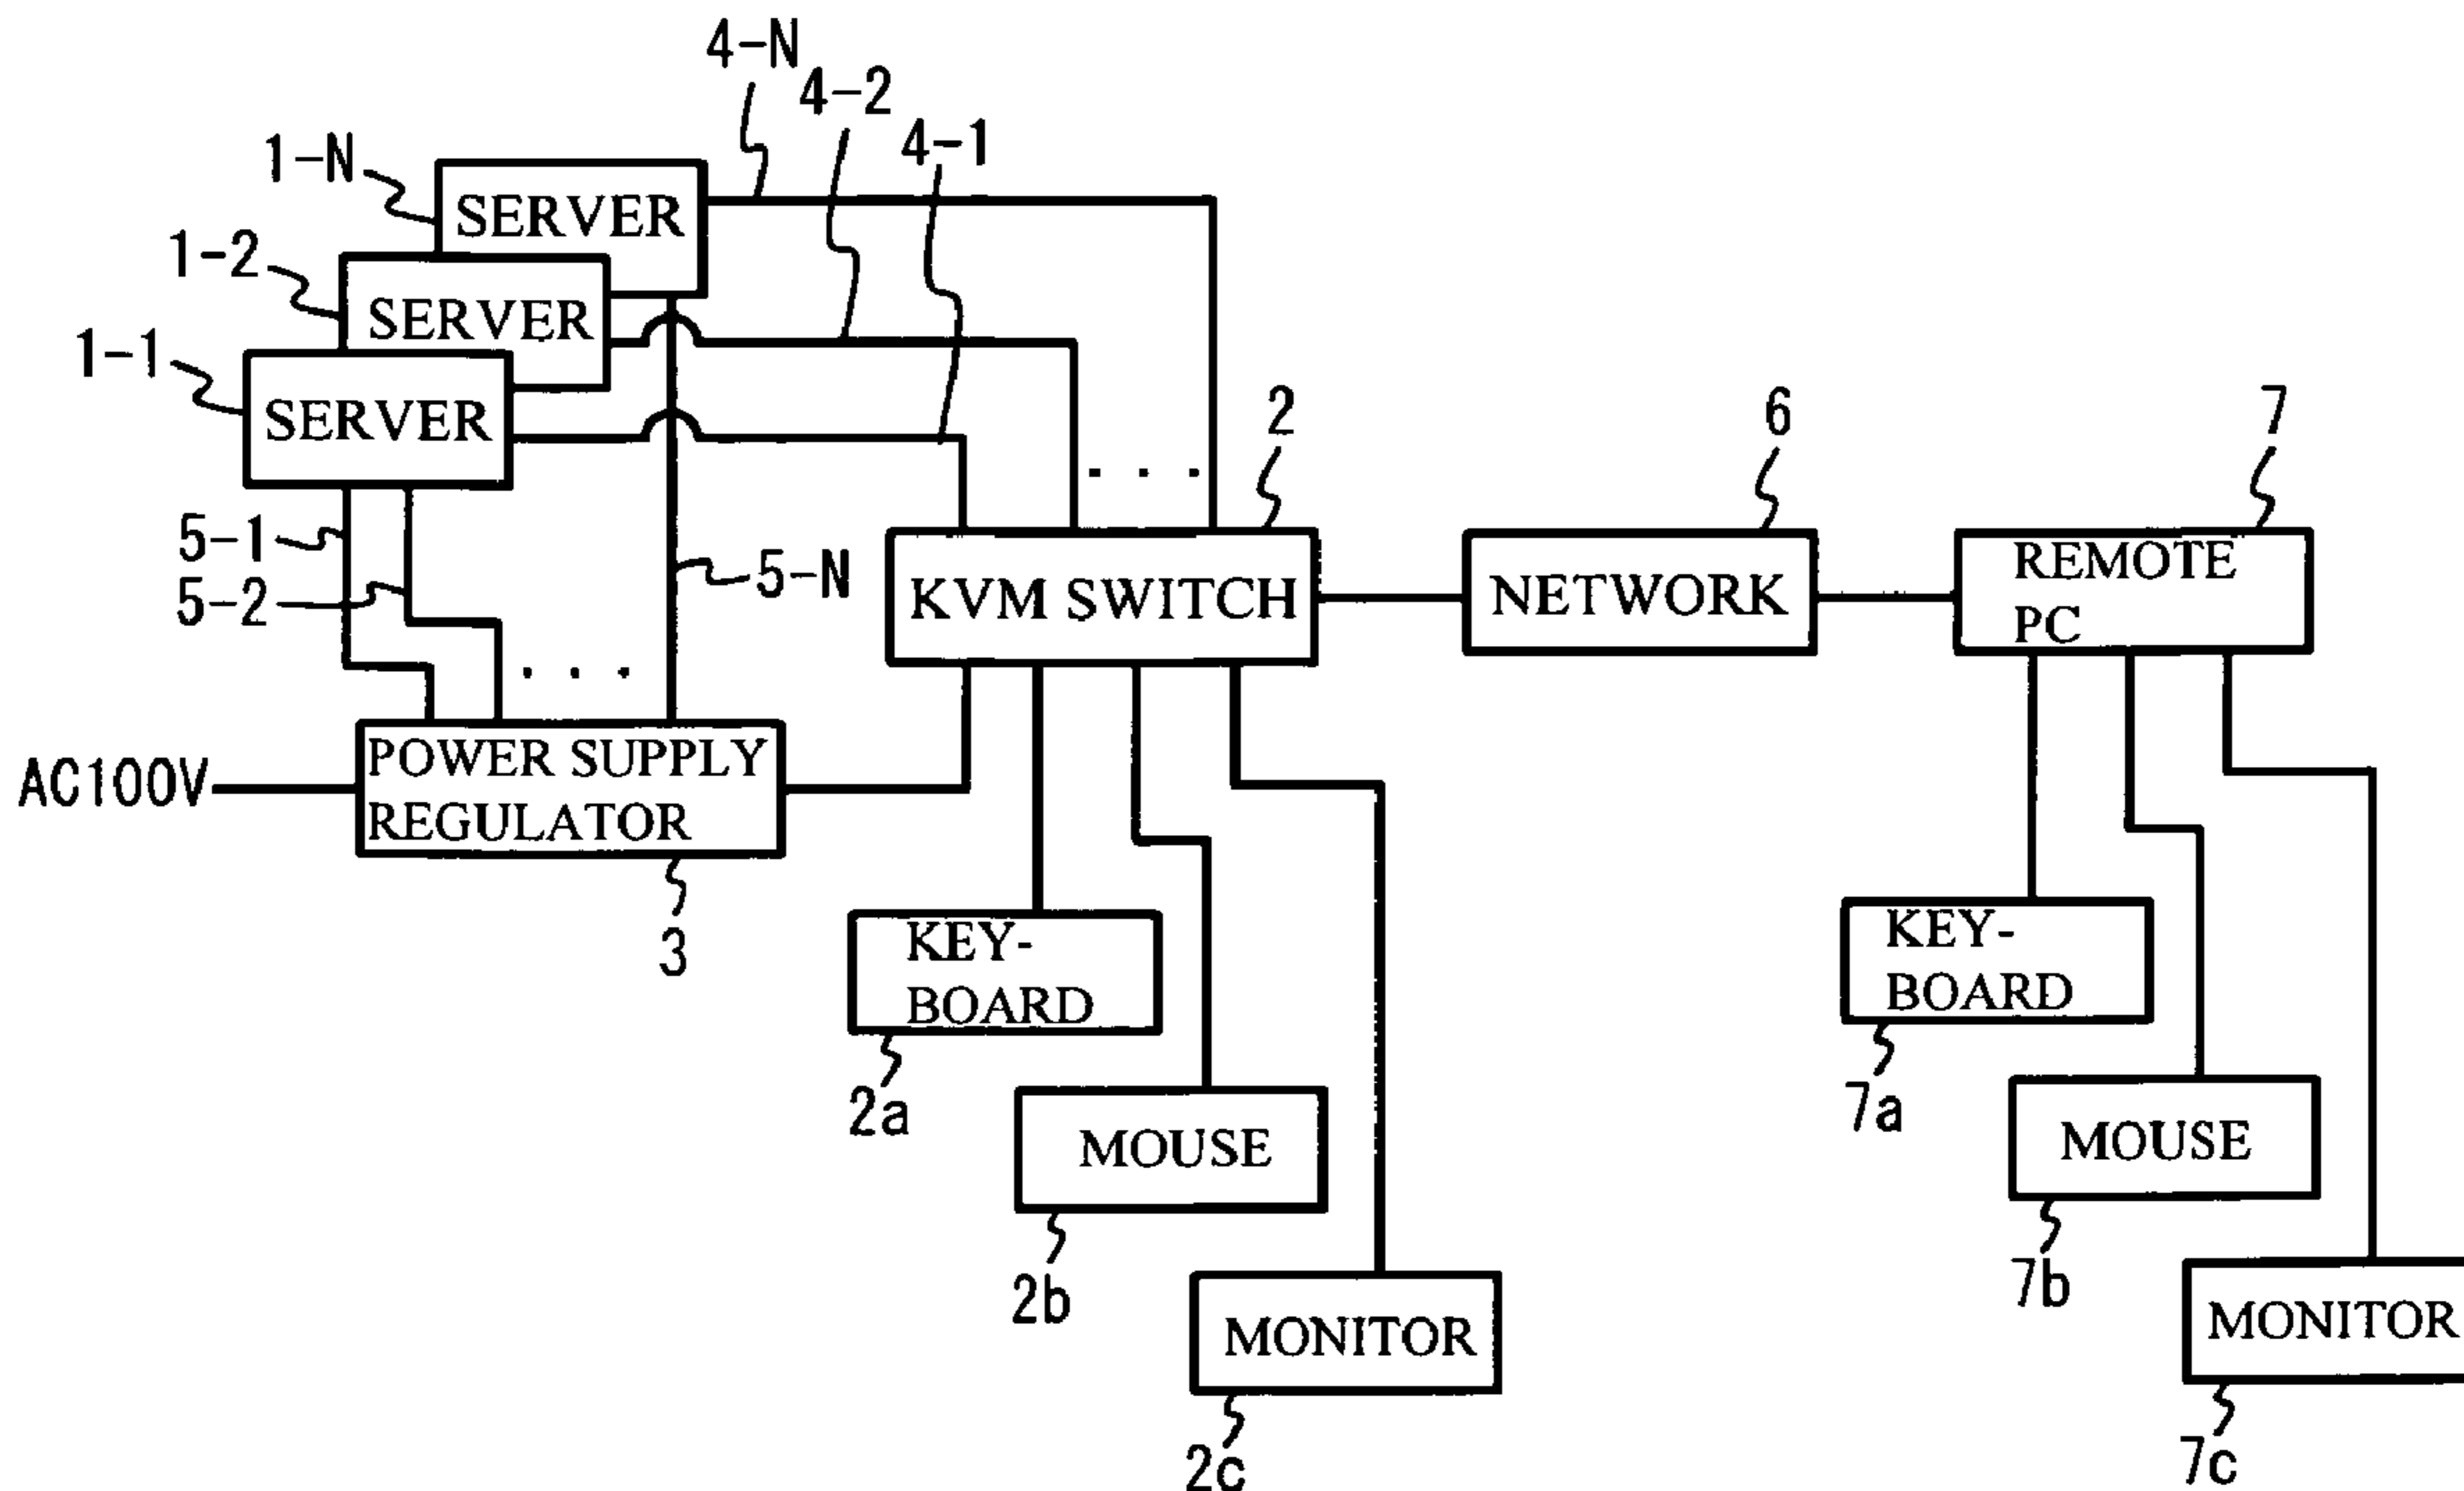 4-N
4-2
4-1
1-N
SERVER
1-2
SERVER
1-1
SERVER
2
6
7
5-1
5-2
5-N
KVM SWITCH
NETWORK
REMOTE
PC
. . .
. . .
AC100V
POWER SUPPLY
REGULATOR
3
KEY-
BOARD
2a
MOUSE
2b
MONITOR
2c
KEY-
BOARD
7a
MOUSE
7b
MONITOR
7c